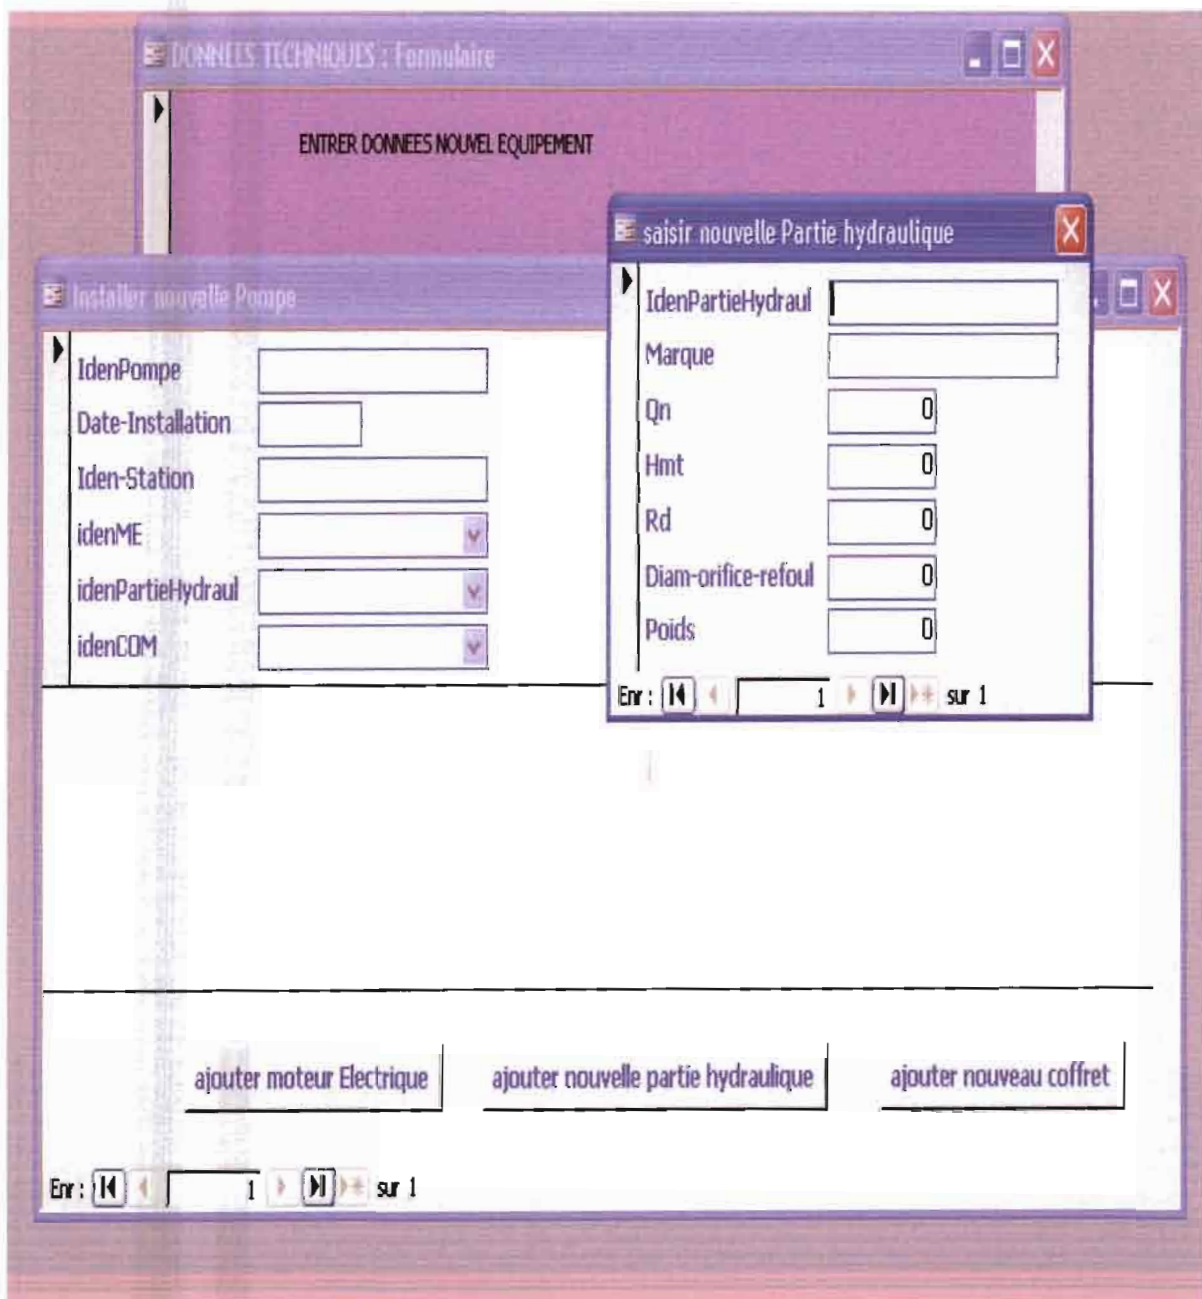 DONNEES TECHNIQUES : Formulaire
ENTRER DONNEES NOUVEL EQUIPEMENT
saisir nouvelle Partie hydraulique
IdenPartieHydraul
Marque
Qn 0
Hmt 0
Rd 0
Diam-orifice-refoul 0
Poids 0
Enr : 1 sur 1
Installer nouvelle Pompe
IdenPompe
Date-Installation
Iden-Station
idenME
idenPartieHydraul
idenCOM
ajouter moteur Electrique ajouter nouvelle partie hydraulique ajouter nouveau coffret
Enr : 1 sur 1